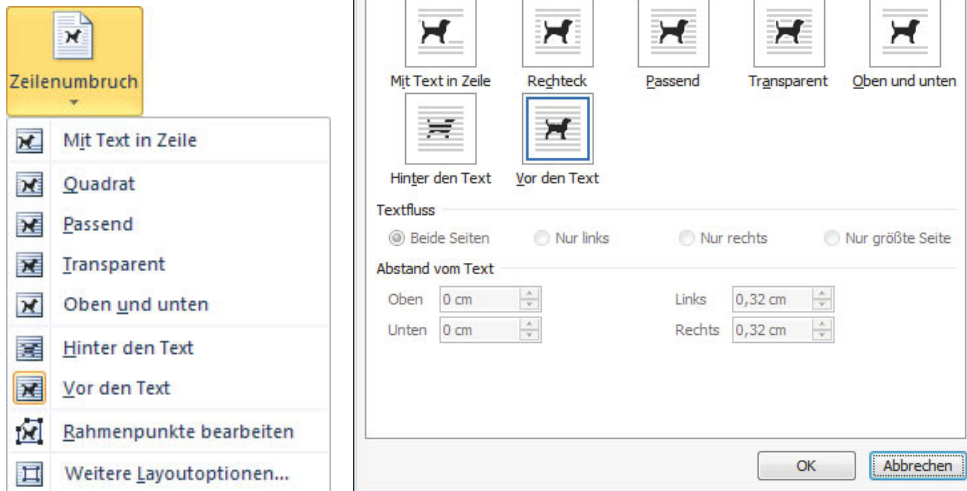 Zeilenumbruch
Mit Text in Zeile
Quadrat
Passend
Transparent
Oben und unten
Hinter den Text
Vor den Text
Rahmenpunkte bearbeiten
Weitere Layoutoptionen...
Mit Text in Zeile Rechteck Passend Transparent Oben und unten
Hinter den Text Vor den Text
Textfluss
Beide Seiten Nur links Nur rechts Nur größte Seite
Abstand vom Text
Oben 0 cm Links 0,32 cm
Unten 0 cm Rechts 0,32 cm
OK Abbrechen